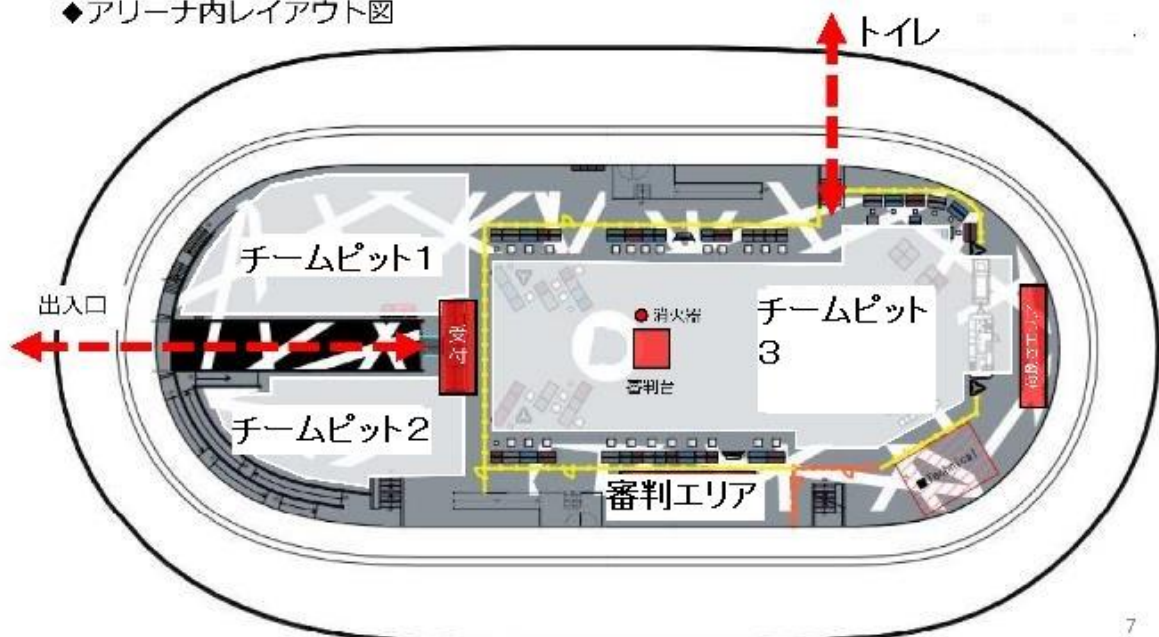 ◆アリーナ内レイアウト図
トイレ
チームピット1
出入口
消火器
チームピット
3
審判台
チームピット2
■Technical
審判エリア
7